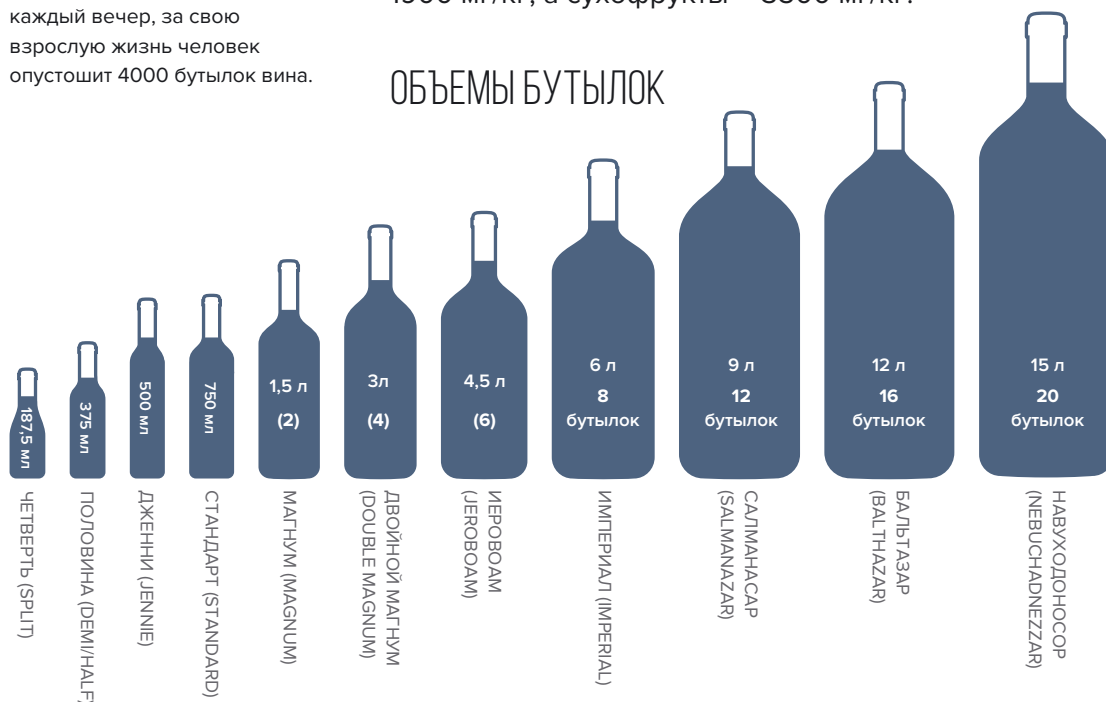 каждый вечер, за свою
взрослую жизнь человек
опустошит 4000 бутылок вина.
ОБЪЕМЫ БУТЫЛОК
187,5 мл
375 мл
500 мл
750 мл
1,5 л
(2)
3л
(4)
4,5 л
(6)
6 л
8
бутылок
9 л
12
бутылок
12 л
16
бутылок
15 л
20
бутылок
ЧЕТВЕРТЬ (SPLIT)
ПОЛОВИНА (DEMI/HALF)
ДЖЕННИ (JENNIE)
СТАНДАРТ (STANDARD)
МАГНУМ (MAGNUM)
ДВОЙНОЙ МАГНУМ
(DOUBLE MAGNUM)
ИЕРОВОАМ
(JEROBOAM)
ИМПЕРИАЛ (IMPERIAL)
САЛМАНАСАР
(SALMANAZAR)
БАЛЬТАЗАР
(BALTHAZAR)
НАВУХОДОНОСОР
(NEBUCHADNEZZAR)